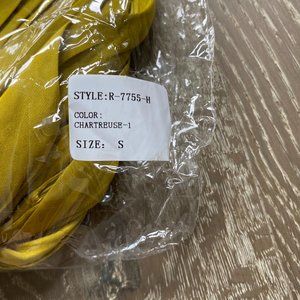 STYLE:R-7755-H
COLOR:
CHARTREUSE-1
SIZE: S